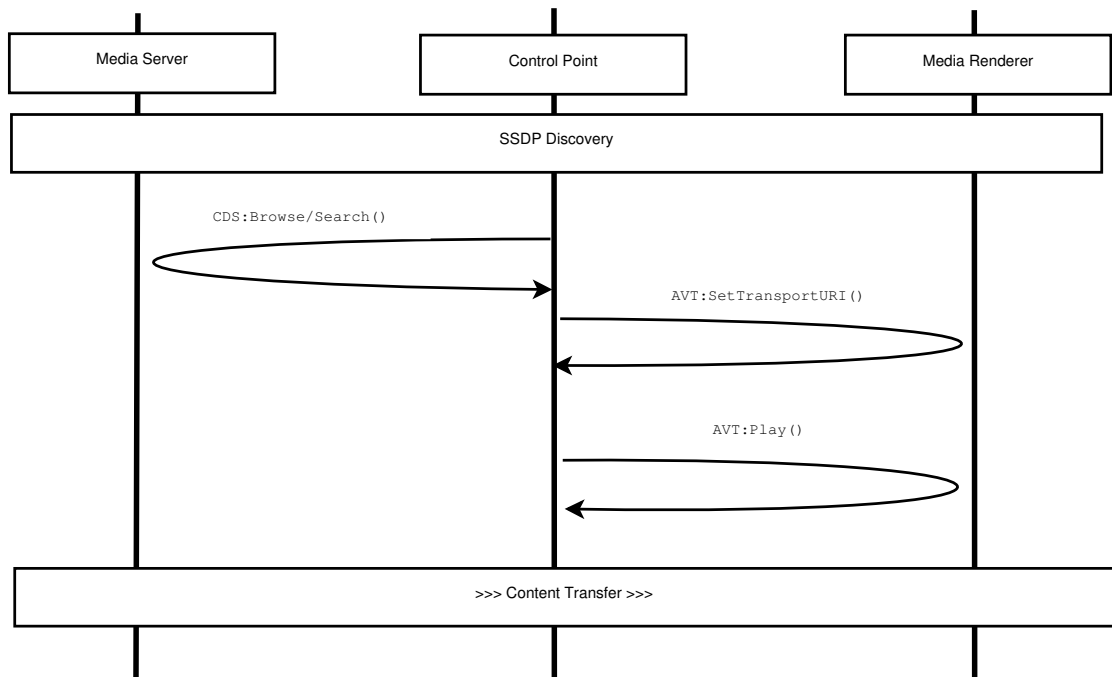 Media Server
Control Point
Media Renderer
SSDP Discovery
CDS:Browse/Search()
AVT:SetTransportURI()
AVT:Play()
>>> Content Transfer >>>